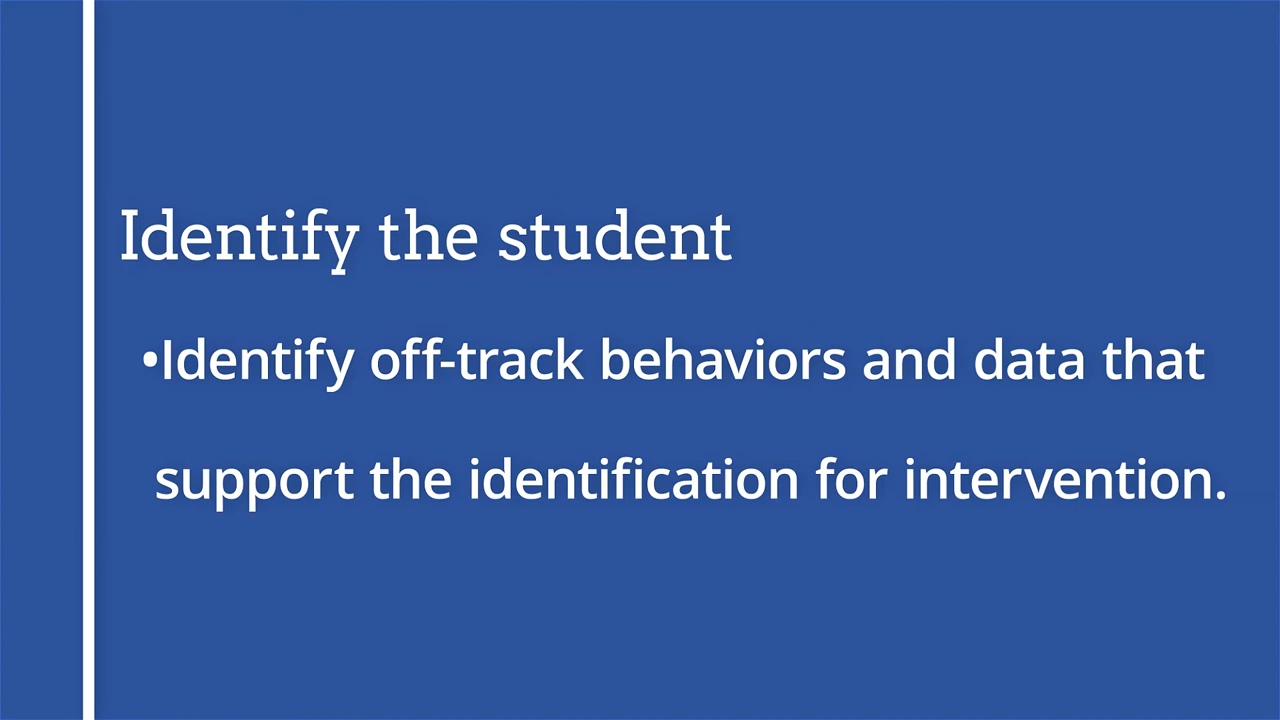 Identify the student
•Identify off-track behaviors and data that
support the identification for intervention.